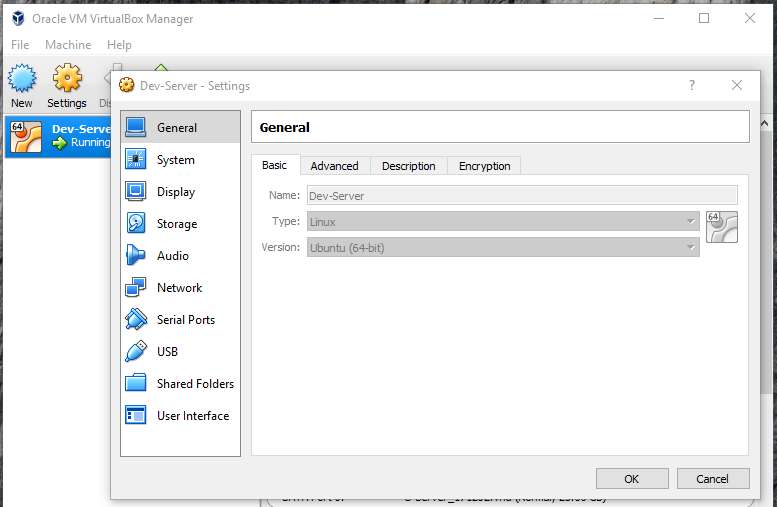 Oracle VM VirtualBox Manager
File Machine Help
New Settings
64 Dev-Serve
Running
Dev-Server - Settings
General
System
Display
Storage
Audio
Network
Serial Ports
USB
Shared Folders
User Interface
General
Basic Advanced Description Encryption
Name: Dev-Server
Type: Linux
64
Version: Ubuntu (64-bit)
OK Cancel